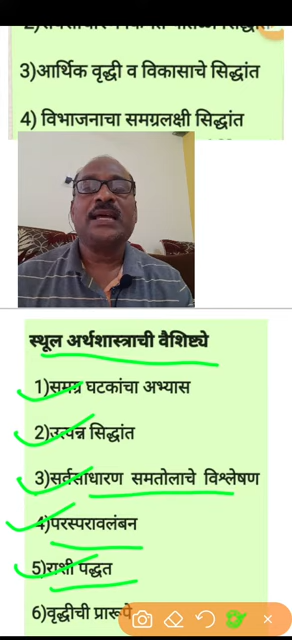 3)आर्थिक वृद्धी व विकासाचे सिद्धांत
4) विभाजनाचा समग्रलक्षी सिद्धांत
स्थूल अर्थशास्त्राची वैशिष्ट्ये
1)समग्र घटकांचा अभ्यास
2)उत्पन्न सिद्धांत
3)सर्वसाधारण समतोलाचे विश्लेषण
4)परस्परावलंबन
5)राशी पद्धत
6)वृद्धीची प्रारूपे